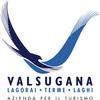 VALSUGANA
LAGORAI • TERME • LAGHI
AZIENDA PER IL TURISMO